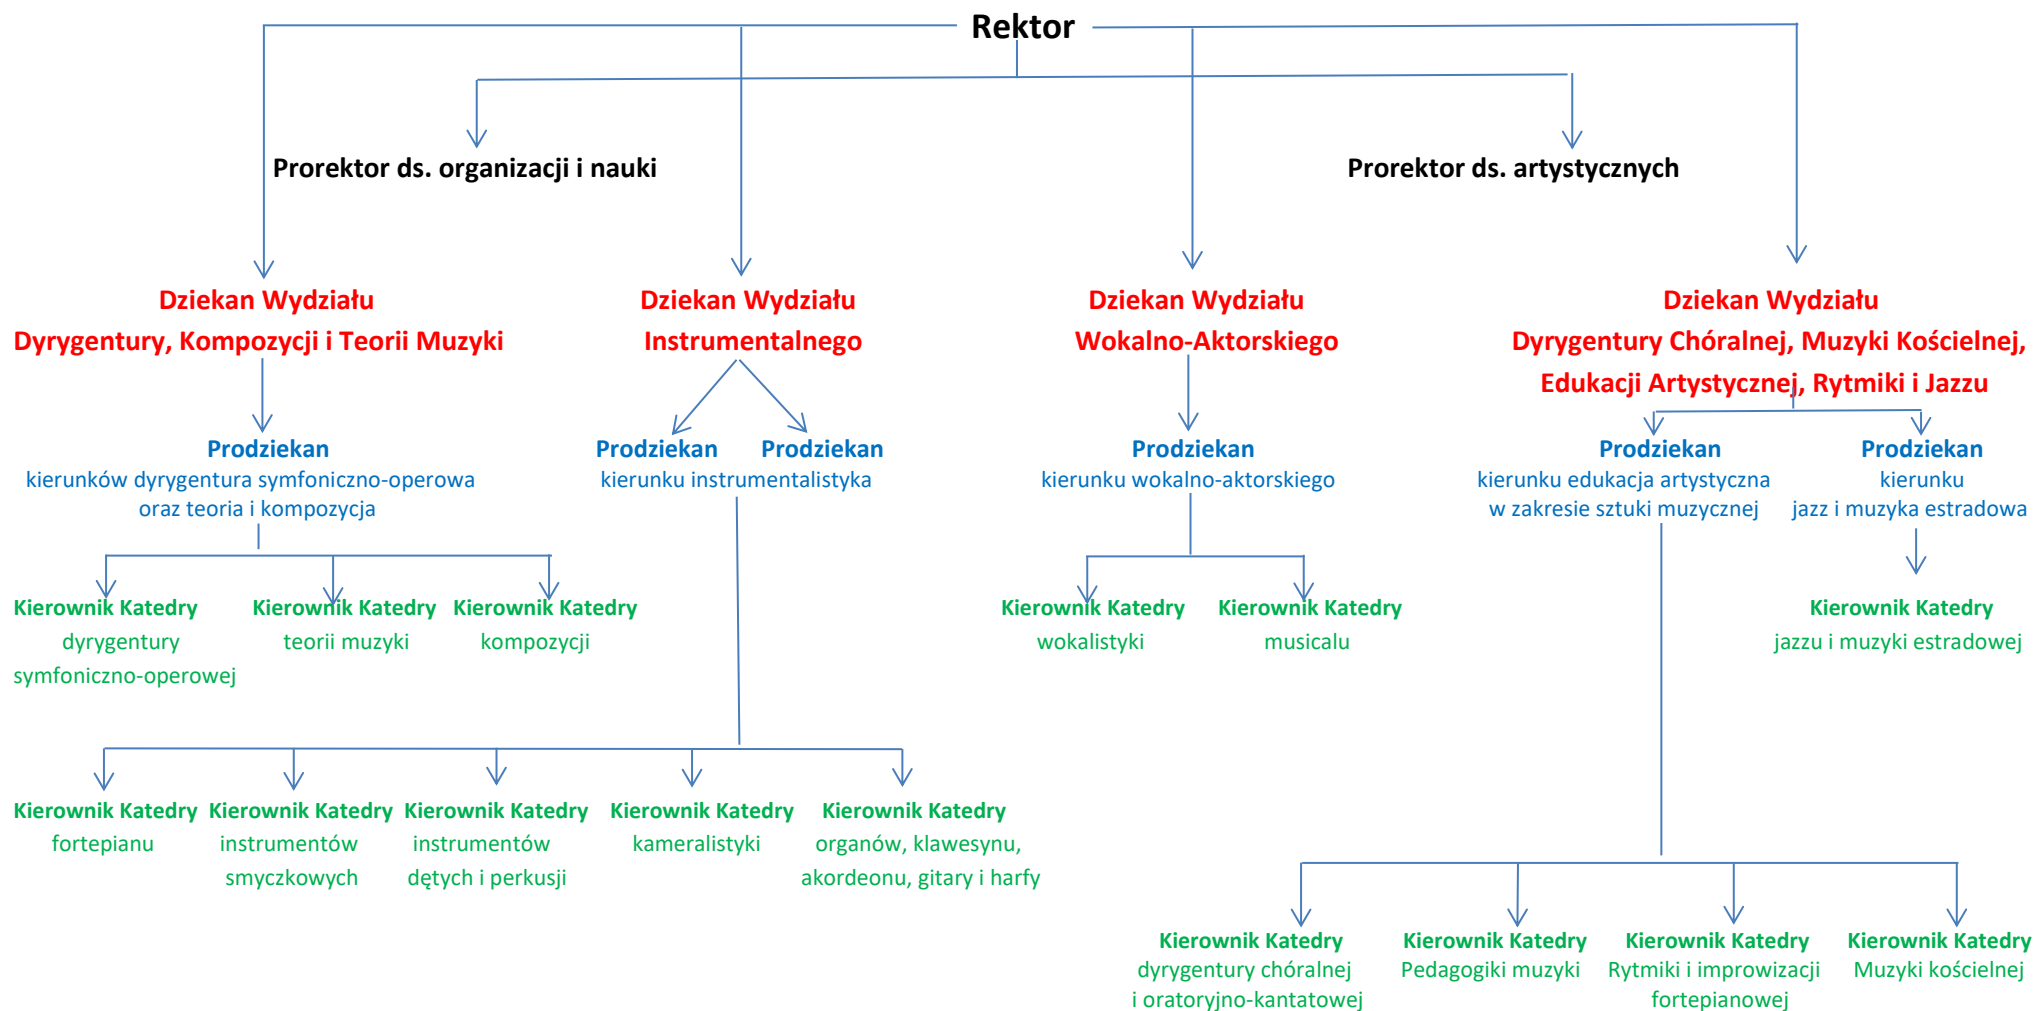 Rektor
Prorektor ds. organizacji i nauki
Prorektor ds. artystycznych
Dziekan Wydziału
Dyrygentury, Kompozycji i Teorii Muzyki
Dziekan Wydziału
Instrumentalnego
Dziekan Wydziału
Wokalno-Aktorskiego
Dziekan Wydziału
Dyrygentury Chóralnej, Muzyki Kościelnej,
Edukacji Artystycznej, Rytmiki i Jazzu
Prodziekan
kierunków dyrygentura symfoniczno-operowa
oraz teoria i kompozycja
Prodziekan Prodziekan
kierunku instrumentalistyka
Prodziekan
kierunku wokalno-aktorskiego
Prodziekan
kierunku edukacja artystyczna
w zakresie sztuki muzycznej
Prodziekan
kierunku
jazz i muzyka estradowa
Kierownik Katedry
dyrygentury
symfoniczno-operowej
Kierownik Katedry
teorii muzyki
Kierownik Katedry
kompozycji
Kierownik Katedry
wokalistyki
Kierownik Katedry
musicalu
Kierownik Katedry
jazzu i muzyki estradowej
Kierownik Katedry
fortepianu
Kierownik Katedry
instrumentów
smyczkowych
Kierownik Katedry
instrumentów
dętych i perkusji
Kierownik Katedry
kameralistyki
Kierownik Katedry
organów, klawesynu,
akordeonu, gitary i harfy
Kierownik Katedry
dyrygentury chóralnej
i oratoryjno-kantatowej
Kierownik Katedry
Pedagogiki muzyki
Kierownik Katedry
Rytmiki i improwizacji
fortepianowej
Kierownik Katedry
Muzyki kościelnej